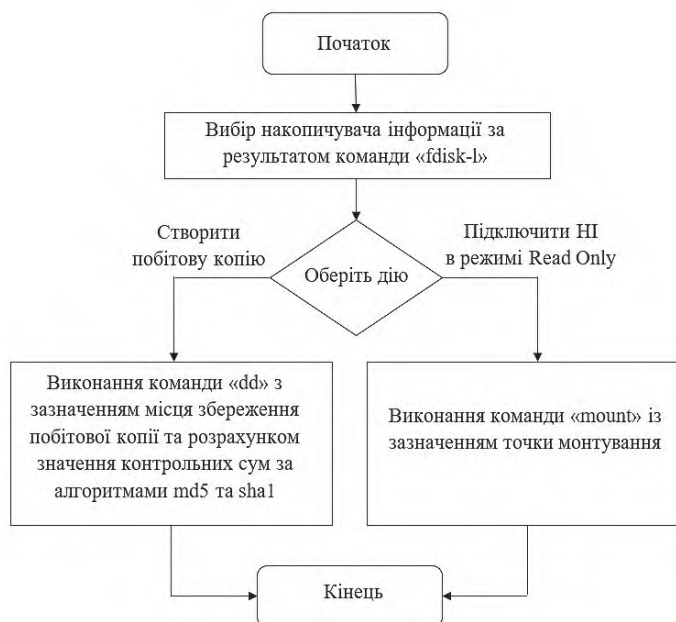 Початок
Вибір накопичувача інформації за
результатом команди «fdisk-l»
Створити
побітову копію
Підключити НІ
в режимі Read Only
Оберіть дію
Виконання команди «dd» з
зазначенням місця збереження
побітової копії та розрахунком
значення контрольних сум за
алгоритмами md5 та sha1
Виконання команди «mount» із
зазначенням точки монтування
Кінець